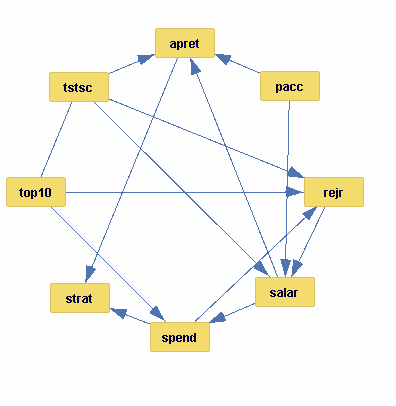 apret
tstsc
pacc
top10
rejr
strat
salar
spend